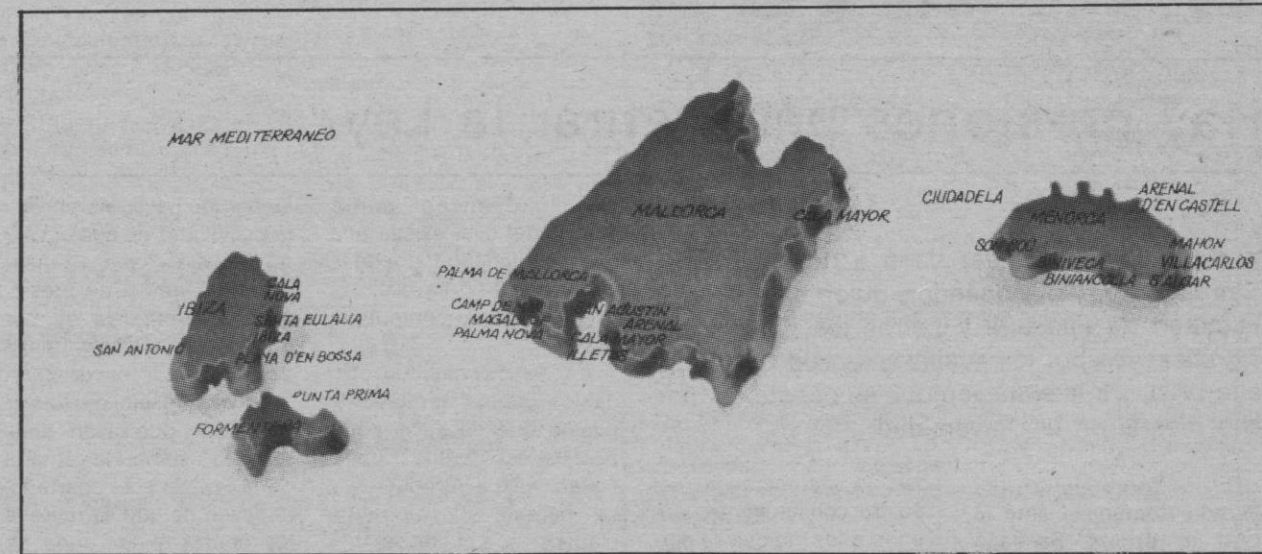 MAR MEDITERRANEO
IBIZA
CALA
NOVA
SANTA EULALIA
IBIZA
SAN ANTONIO
PLAYA D'EN BOSSA
PUNTA PRIMA
FORMENTERA
MALLORCA
CALA MAYOR
PALMA DE MALLORCA
CAMP DE MAR
MAGALUF
PALMA NOVA
SAN AGUSTIN
ARENAL
CALA MAYOR
ILLETAS
CIUDADELA
ARENAL
D'EN CASTELL
MENORCA
SON BOU
MAHON
BINIVECA
VILLACARLOS
BINIANCOLLA
S'ALGAR